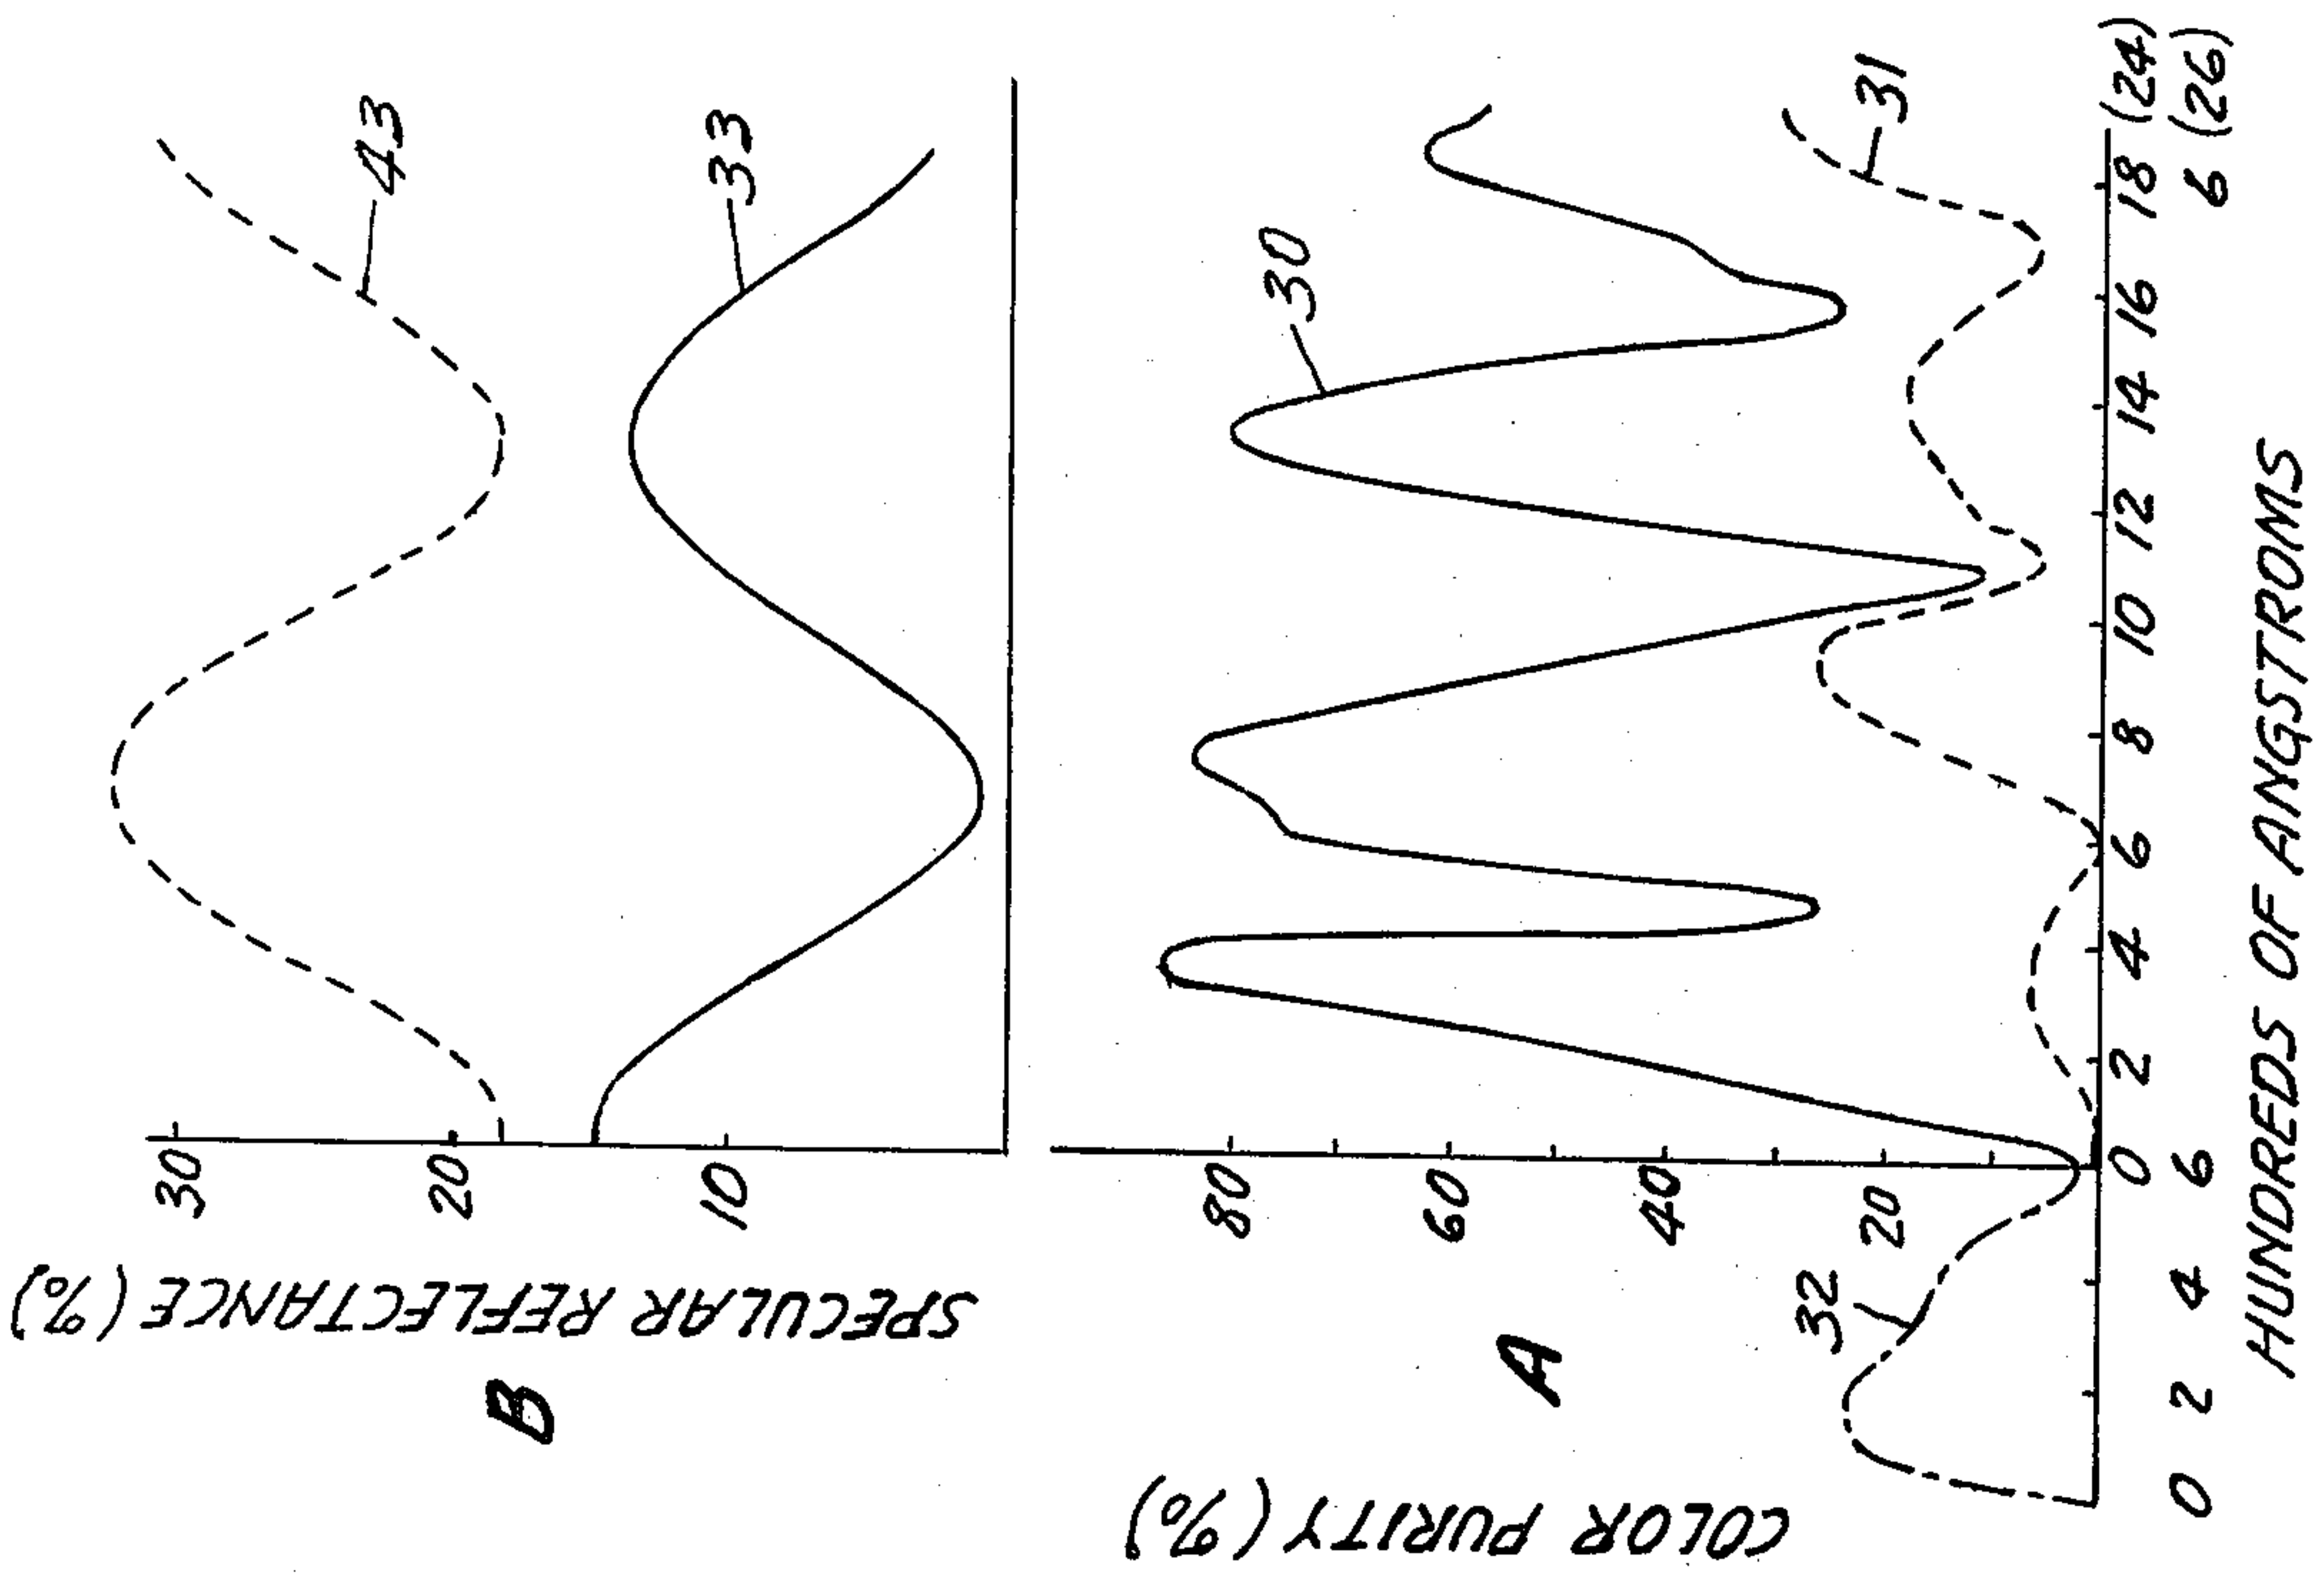 B
SPECULAR REFLECTANCE (%)
30
20
10
43
33
A
COLOR PURITY (%)
80
60
40
20
30
31
32
0 2 4 6 8 10 12 14 16 18 (24)
0 2 4 6 6 (26)
HUNDREDS OF ANGSTROMS